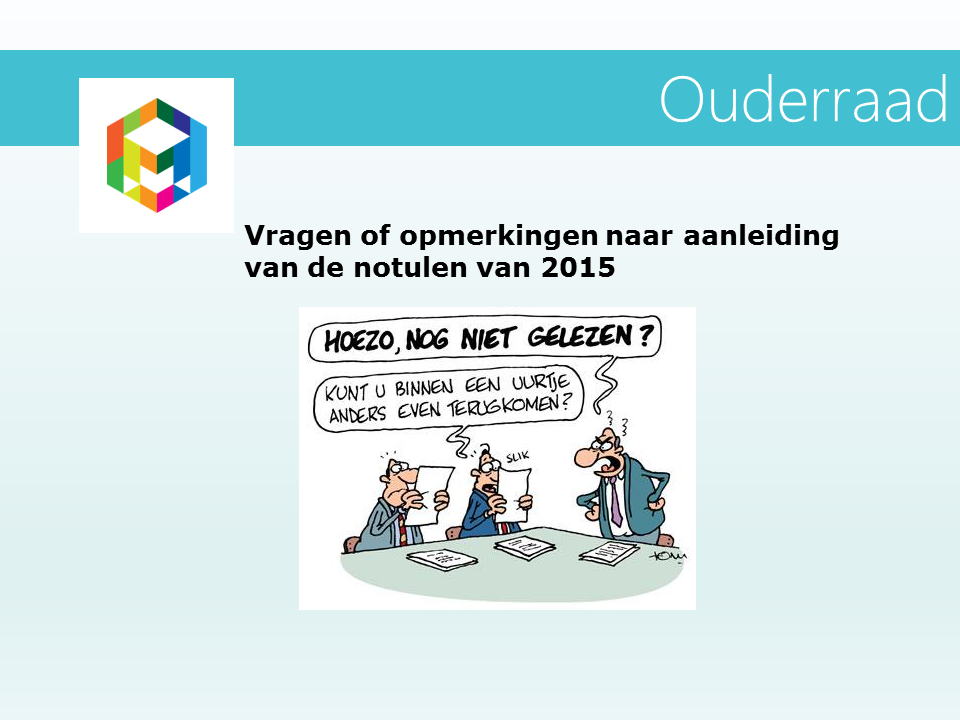 Ouderraad
Vragen of opmerkingen naar aanleiding
van de notulen van 2015
HOEZO, NOG NIET GELEZEN?
KUNT U BINNEN EEN UURTJE
ANDERS EVEN TERUGKOMEN?
SLIK
TOM